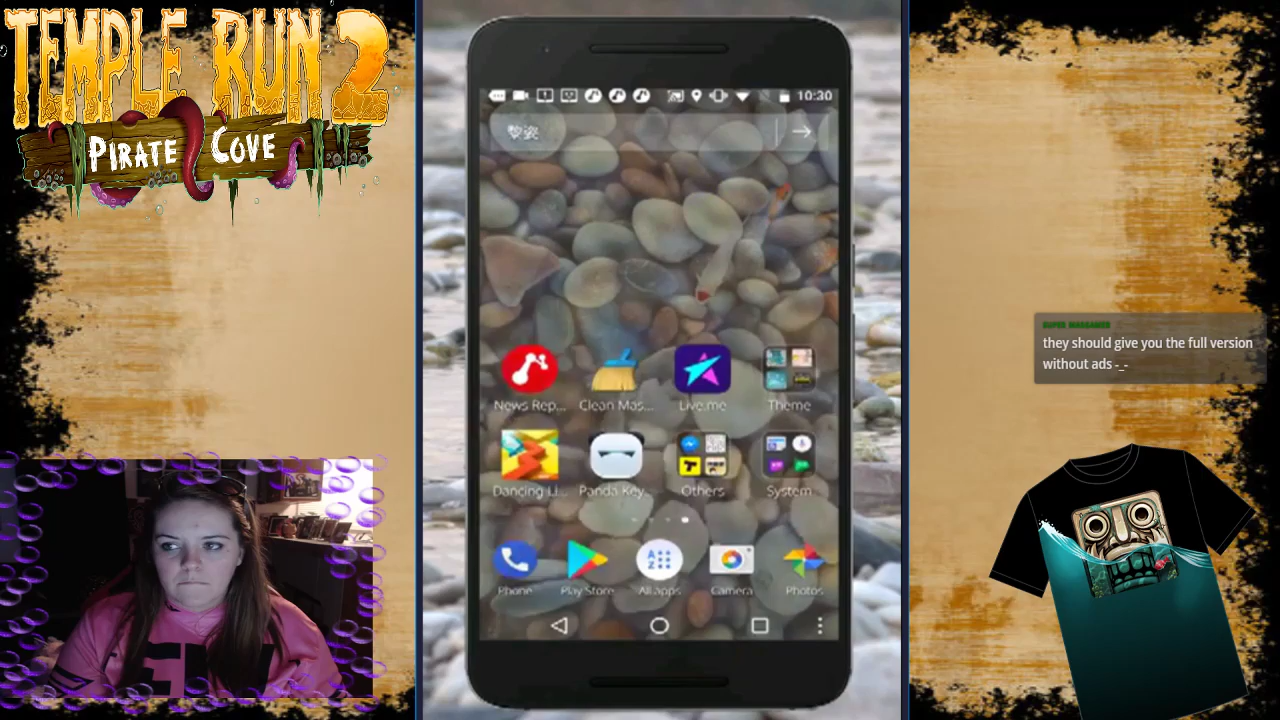 TEMPLE RUN 2
PIRATE COVE
10:30
News Rep...
Clean Mas...
Live.me
Theme
Dancing Li...
Panda Key...
Others
System
Phone
Play Store
All apps
Camera
Photos
they should give you the full version
without ads -_-